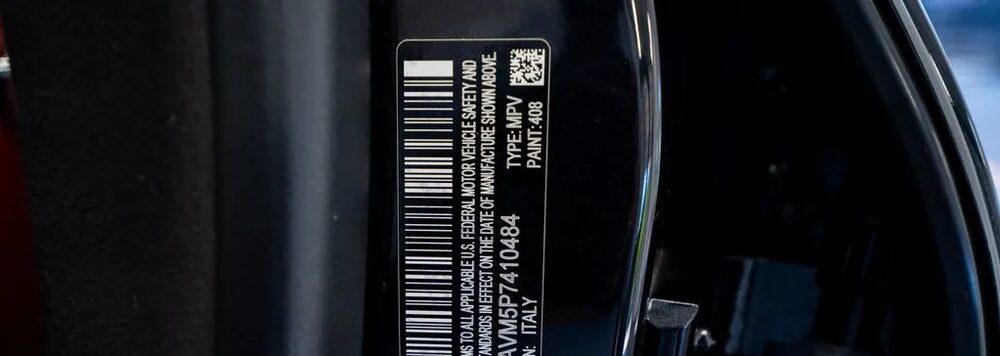 MS TO ALL APPLICABLE U.S. FEDERAL MOTOR VEHICLE SAFETY AND
TANDARDS IN EFFECT ON THE DATE OF MANUFACTURE SHOWN ABOVE.
AVM5P7410484 TYPE: MPV
N: ITALY PAINT: 408